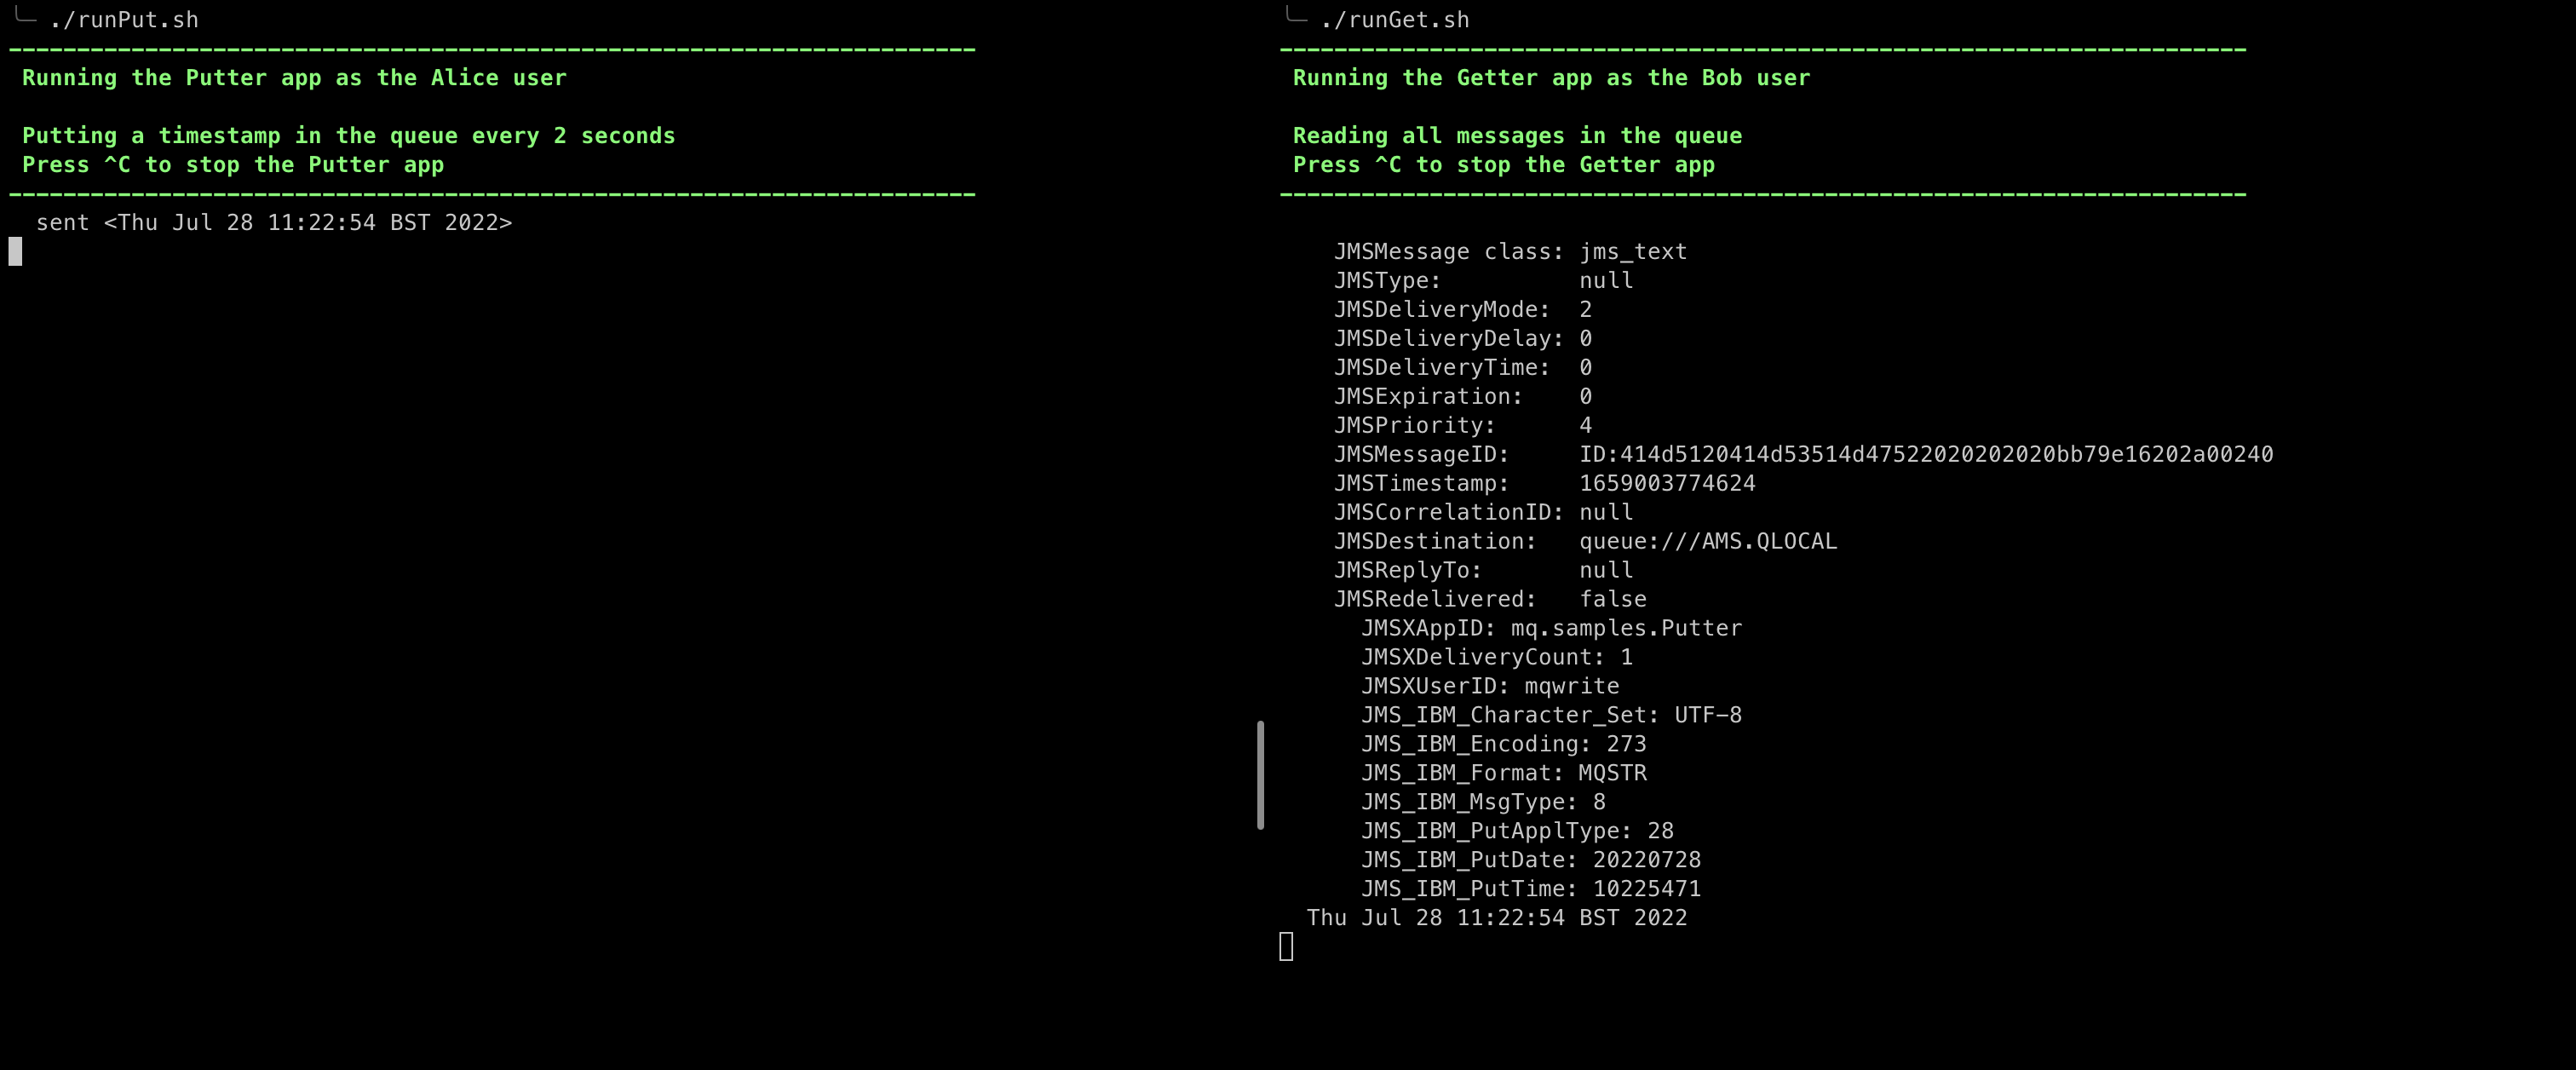 ╰─ ./runPut.sh
-----------------------------------------------------------------------
 Running the Putter app as the Alice user

 Putting a timestamp in the queue every 2 seconds
 Press ^C to stop the Putter app
-----------------------------------------------------------------------
  sent <Thu Jul 28 11:22:54 BST 2022>
╰─ ./runGet.sh
-----------------------------------------------------------------------
 Running the Getter app as the Bob user

 Reading all messages in the queue
 Press ^C to stop the Getter app
-----------------------------------------------------------------------

    JMSMessage class: jms_text
    JMSType:          null
    JMSDeliveryMode:  2
    JMSDeliveryDelay: 0
    JMSDeliveryTime:  0
    JMSExpiration:    0
    JMSPriority:      4
    JMSMessageID:     ID:414d5120414d53514d47522020202020bb79e16202a00240
    JMSTimestamp:     1659003774624
    JMSCorrelationID: null
    JMSDestination:   queue:///AMS.QLOCAL
    JMSReplyTo:       null
    JMSRedelivered:   false
      JMSXAppID: mq.samples.Putter
      JMSXDeliveryCount: 1
      JMSXUserID: mqwrite
      JMS_IBM_Character_Set: UTF-8
      JMS_IBM_Encoding: 273
      JMS_IBM_Format: MQSTR
      JMS_IBM_MsgType: 8
      JMS_IBM_PutApplType: 28
      JMS_IBM_PutDate: 20220728
      JMS_IBM_PutTime: 10225471
  Thu Jul 28 11:22:54 BST 2022